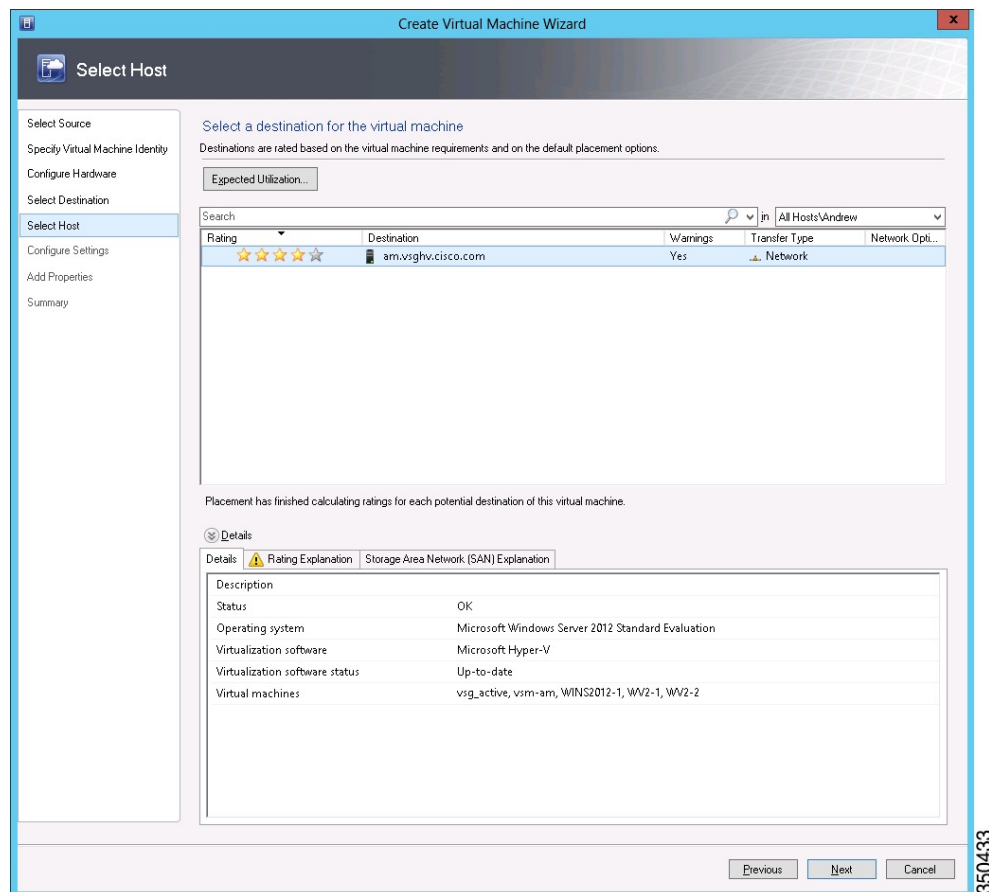 Create Virtual Machine Wizard
x
Select Host
Select Source
Specify Virtual Machine Identity
Configure Hardware
Select Destination
Select Host
Configure Settings
Add Properties
Summary
Select a destination for the virtual machine
Destinations are rated based on the virtual machine requirements and on the default placement options.
Expected Utilization...
Search in All Hosts\Andrew
Rating Destination Warnings Transfer Type Network Opti...
am.vsghv.cisco.com Yes Network
Placement has finished calculating ratings for each potential destination of this virtual machine.
Details
Details Rating Explanation Storage Area Network (SAN) Explanation
Description
Status OK
Operating system Microsoft Windows Server 2012 Standard Evaluation
Virtualization software Microsoft Hyper-V
Virtualization software status Up-to-date
Virtual machines vsg_active, vsm-am, WINS2012-1, WV2-1, WV2-2
Previous Next Cancel
350433